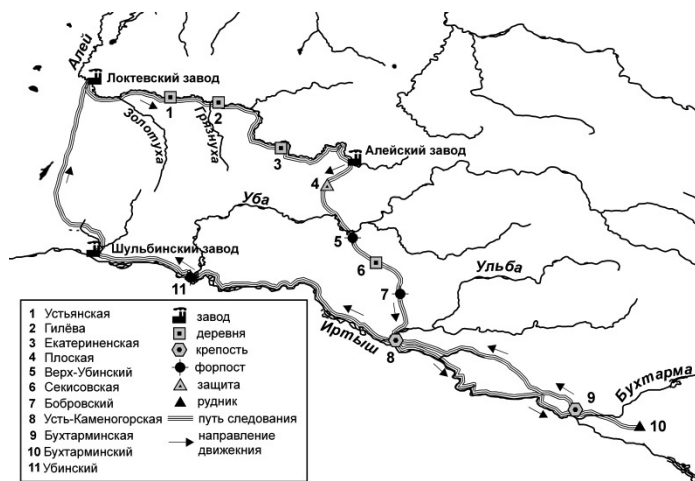 Алей
Локтевский завод
1
2
Золотуха
Грязнуха
3
Алейский завод
4
Уба
5
Шульбинский завод
6
Ульба
11
7
Иртыш
8
Бухтарма
9
10
1 Устьянская
2 Гилёва
3 Екатериненская
4 Плоская
5 Верх-Убинский
6 Секисовская
7 Бобровский
8 Усть-Каменогорская
9 Бухтарминская
10 Бухтарминский
11 Убинский
завод
деревня
крепость
форпост
защита
рудник
путь следования
направление
движекния